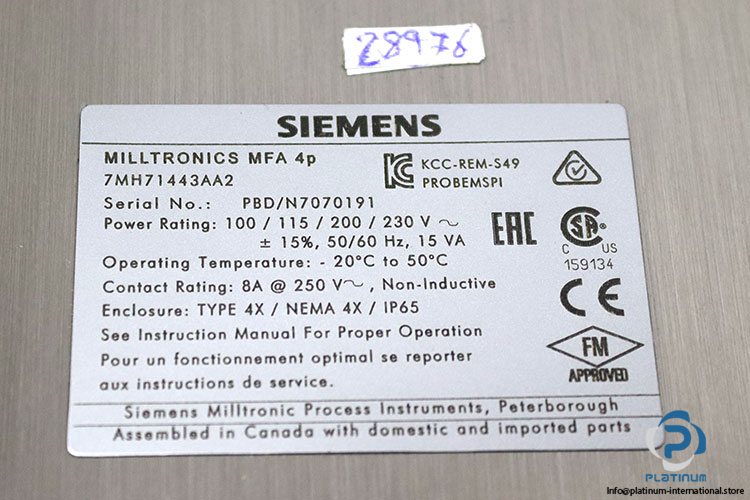 28976
SIEMENS
MILLTRONICS MFA 4p
7MH71443AA2
KCC-REM-S49
PROBEMSPI
Serial No.: PBD/N7070191
Power Rating: 100 / 115 / 200 / 230 V ~
± 15%, 50/60 Hz, 15 VA
EAC
SA
C US
159134
Operating Temperature: - 20°C to 50°C
Contact Rating: 8A @ 250 V~ , Non-Inductive
CE
Enclosure: TYPE 4X / NEMA 4X / IP65
See Instruction Manual For Proper Operation
Pour un fonctionnement optimal se reporter
aux instructions de service.
FM
APPROVED
Siemens Milltronic Process Instruments, Peterborough
Assembled in Canada with domestic and imported parts
PLATINUM
Info@platinum-international.store